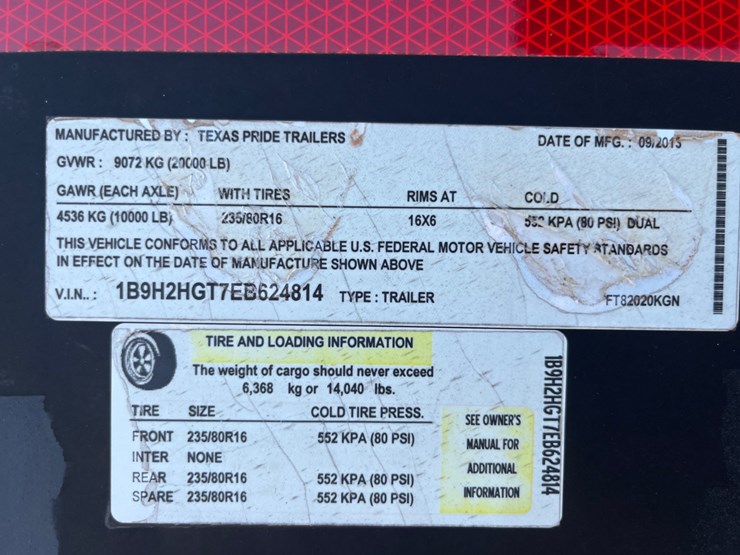 MANUFACTURED BY : TEXAS PRIDE TRAILERS
DATE OF MFG. : 09/2013
GVWR : 9072 KG (20000 LB)
GAWR (EACH AXLE) WITH TIRES RIMS AT COLD
4536 KG (10000 LB) 235/80R16 16X6 552 KPA (80 PSI) DUAL
THIS VEHICLE CONFORMS TO ALL APPLICABLE U.S. FEDERAL MOTOR VEHICLE SAFETY STANDARDS
IN EFFECT ON THE DATE OF MANUFACTURE SHOWN ABOVE
V.I.N.. : 1B9H2HGT7EB624814 TYPE : TRAILER
FT82020KGN
TIRE AND LOADING INFORMATION
The weight of cargo should never exceed
6,368 kg or 14,040 lbs.
TIRE SIZE COLD TIRE PRESS.
FRONT 235/80R16 552 KPA (80 PSI)
INTER NONE
REAR 235/80R16 552 KPA (80 PSI)
SPARE 235/80R16 552 KPA (80 PSI)
SEE OWNER'S
MANUAL FOR
ADDITIONAL
INFORMATION
1B9H2HGT7EB624814